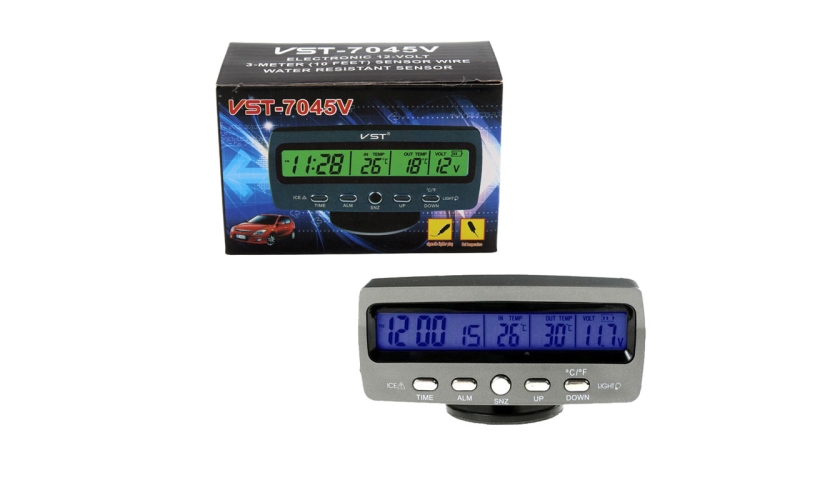 VST-7045V
ELECTRONIC 12-VOLT
3-METER (10 FEET) SENSOR WIRE
WATER RESISTANT SENSOR
VST-7045V
VST®
IN TEMP OUT TEMP VOLT
11:28 26°C 18°C 12V
°C/°F
ICE LIGHT
TIME ALM SNZ UP DOWN
IN TEMP OUT TEMP VOLT
12:00 15 26°C 30°C 11.7V
°C/°F
ICE LIGHT
TIME ALM SNZ UP DOWN